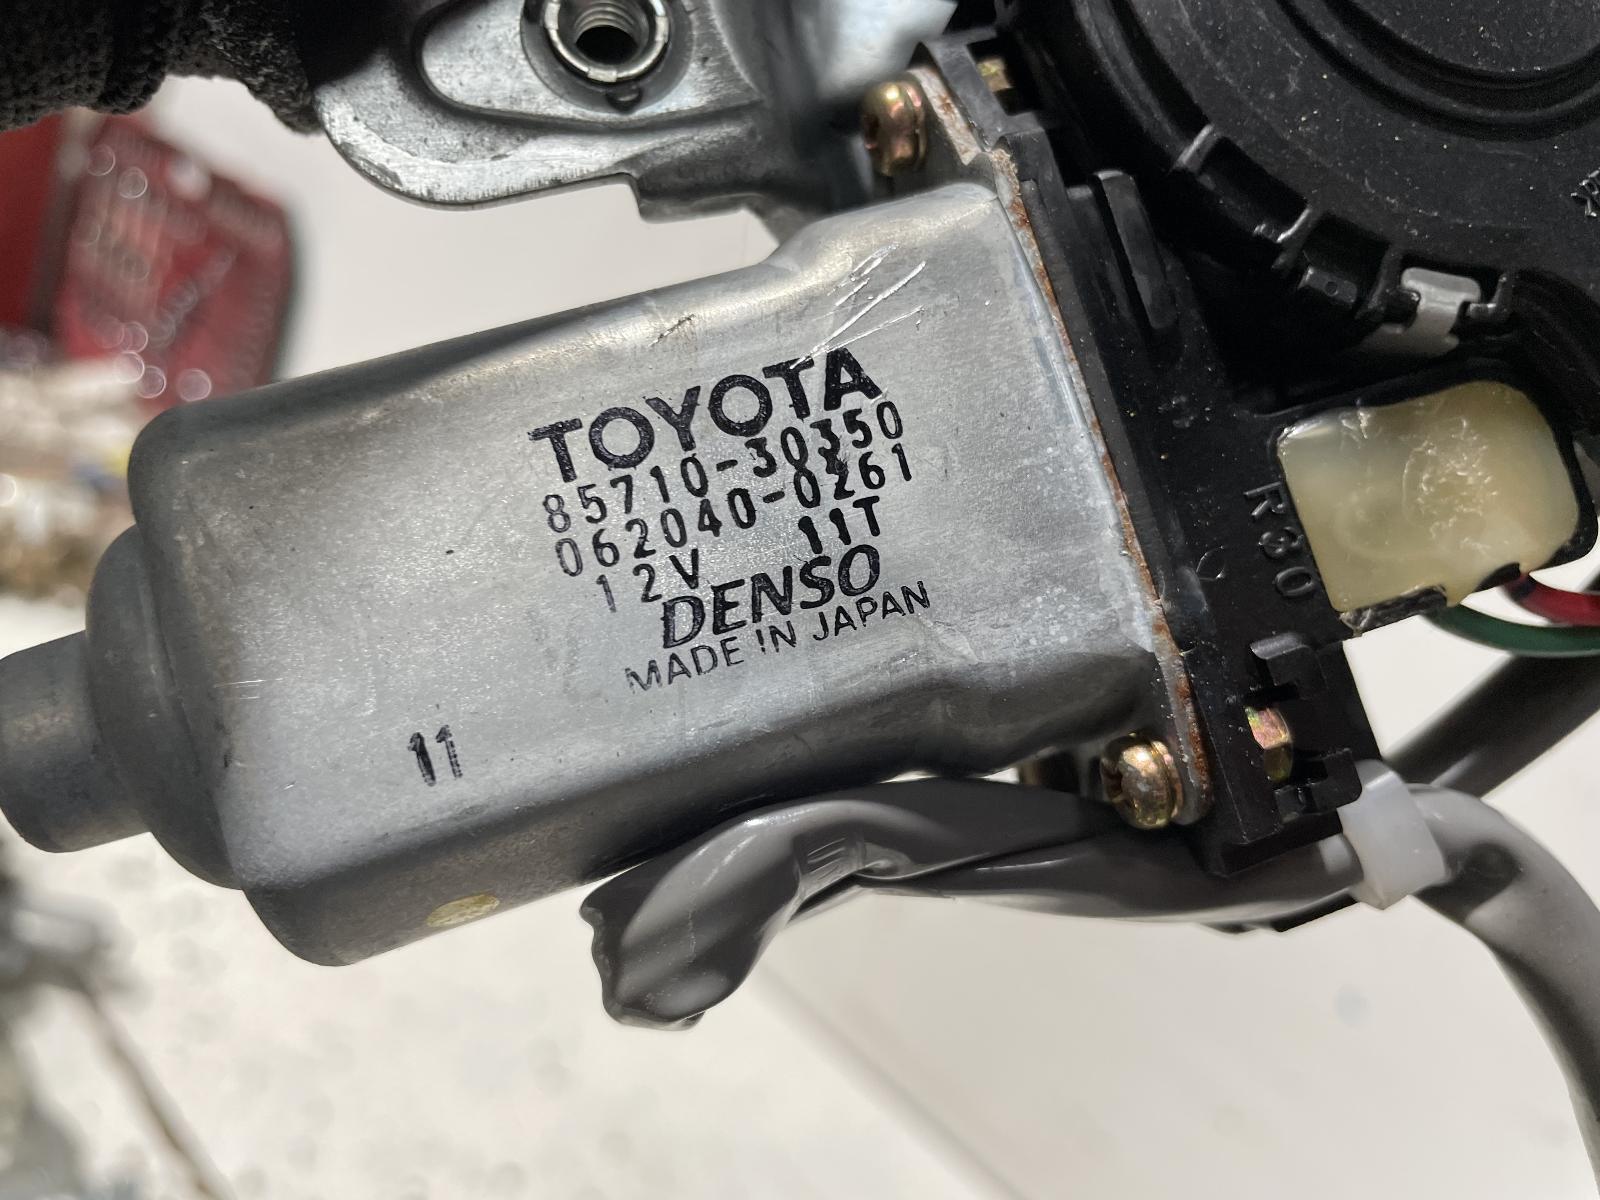 TOYOTA
85710-30350
062040-0261
12V 11T
DENSO
MADE IN JAPAN
11
R30